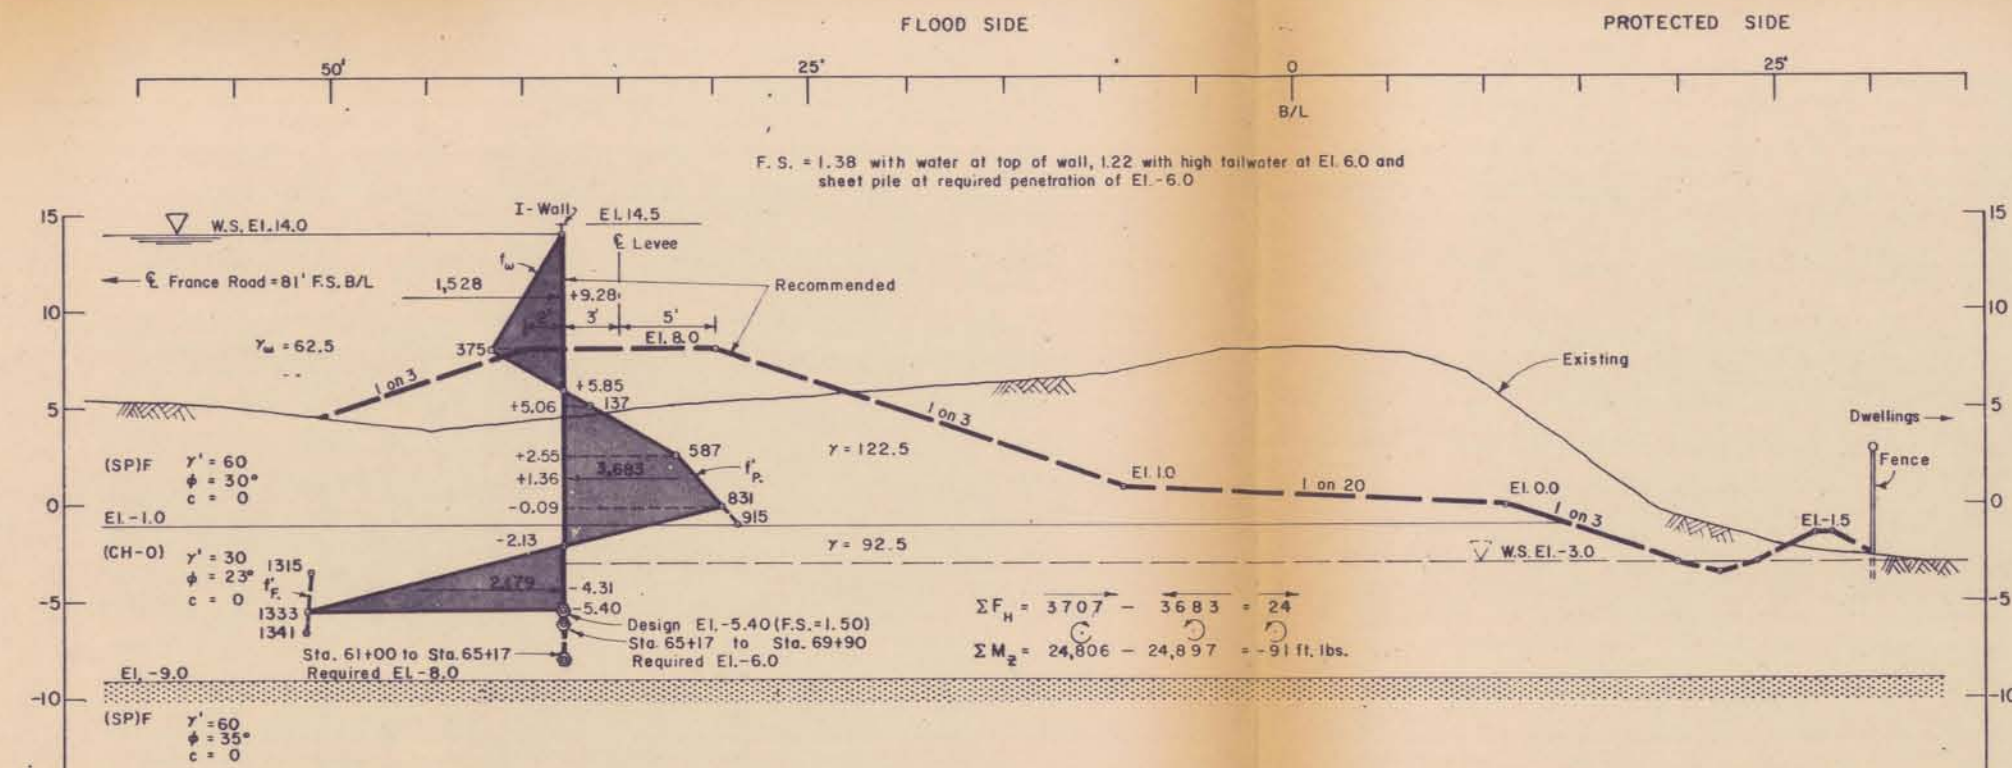 FLOOD SIDE
PROTECTED SIDE
50' 25' 0 25'
B/L
F.S. = 1.38 with water at top of wall, 1.22 with high tailwater at El. 6.0 and
sheet pile at required penetration of El.-6.0
15
I-Wall
El. 14.5
15
W.S. El. 14.0
℄ Levee
℄ France Road = 81' F.S. B/L
fω
1,528
+9.28
Recommended
10
3' 5'
10
El. 8.0
γω = 62.5
375
Existing
1 on 3
+5.85
5
+5.06
137
1 on 3
5
Dwellings
(SP)F γ' = 60
φ = 30°
c = 0
+2.55
587
γ = 122.5
Fence
3,683
f'P.
+1.36
El. 1.0
1 on 20
El. 0.0
0
-0.09
831
0
El.-1.0
915
1 on 3
El.-1.5
(CH-O) γ' = 30
φ = 23°
c = 0
-2.13
γ = 92.5
W.S. El.-3.0
1315
f'F.
2,179
-4.31
-5
1333
-5.40
-5
1341
Design El.-5.40 (F.S.=1.50)
Sta. 65+17 to Sta. 69+90
Required El.-6.0
ΣFH = 3707 - 3683 = 24
ΣMz = 24,806 - 24,897 = -91 ft. lbs.
Sta. 61+00 to Sta. 65+17
Required El.-8.0
El. -9.0
-10
-10
(SP)F γ' = 60
φ = 35°
c = 0